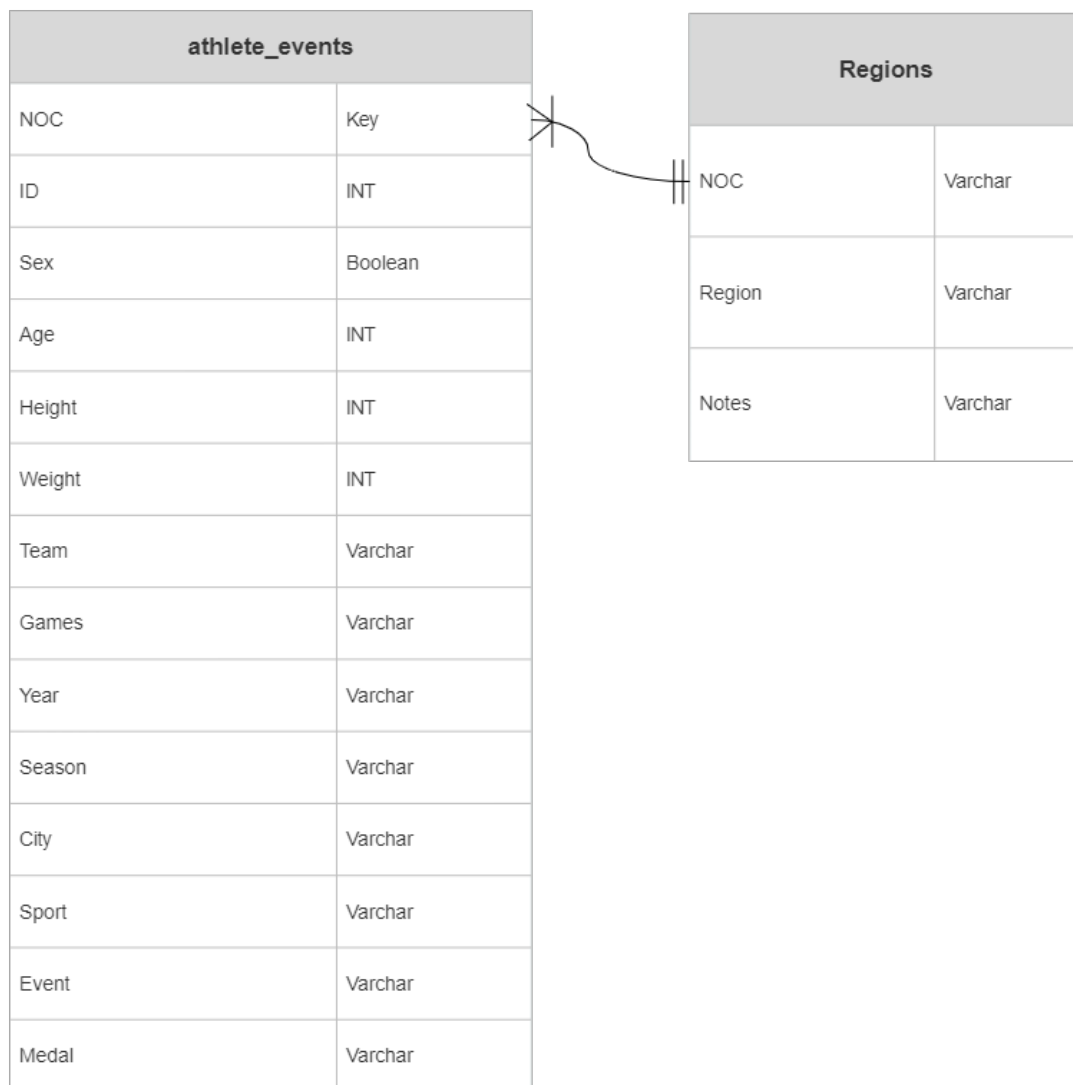 athlete_events
NOC Key
ID INT
Sex Boolean
Age INT
Height INT
Weight INT
Team Varchar
Games Varchar
Year Varchar
Season Varchar
City Varchar
Sport Varchar
Event Varchar
Medal Varchar
Regions
NOC Varchar
Region Varchar
Notes Varchar